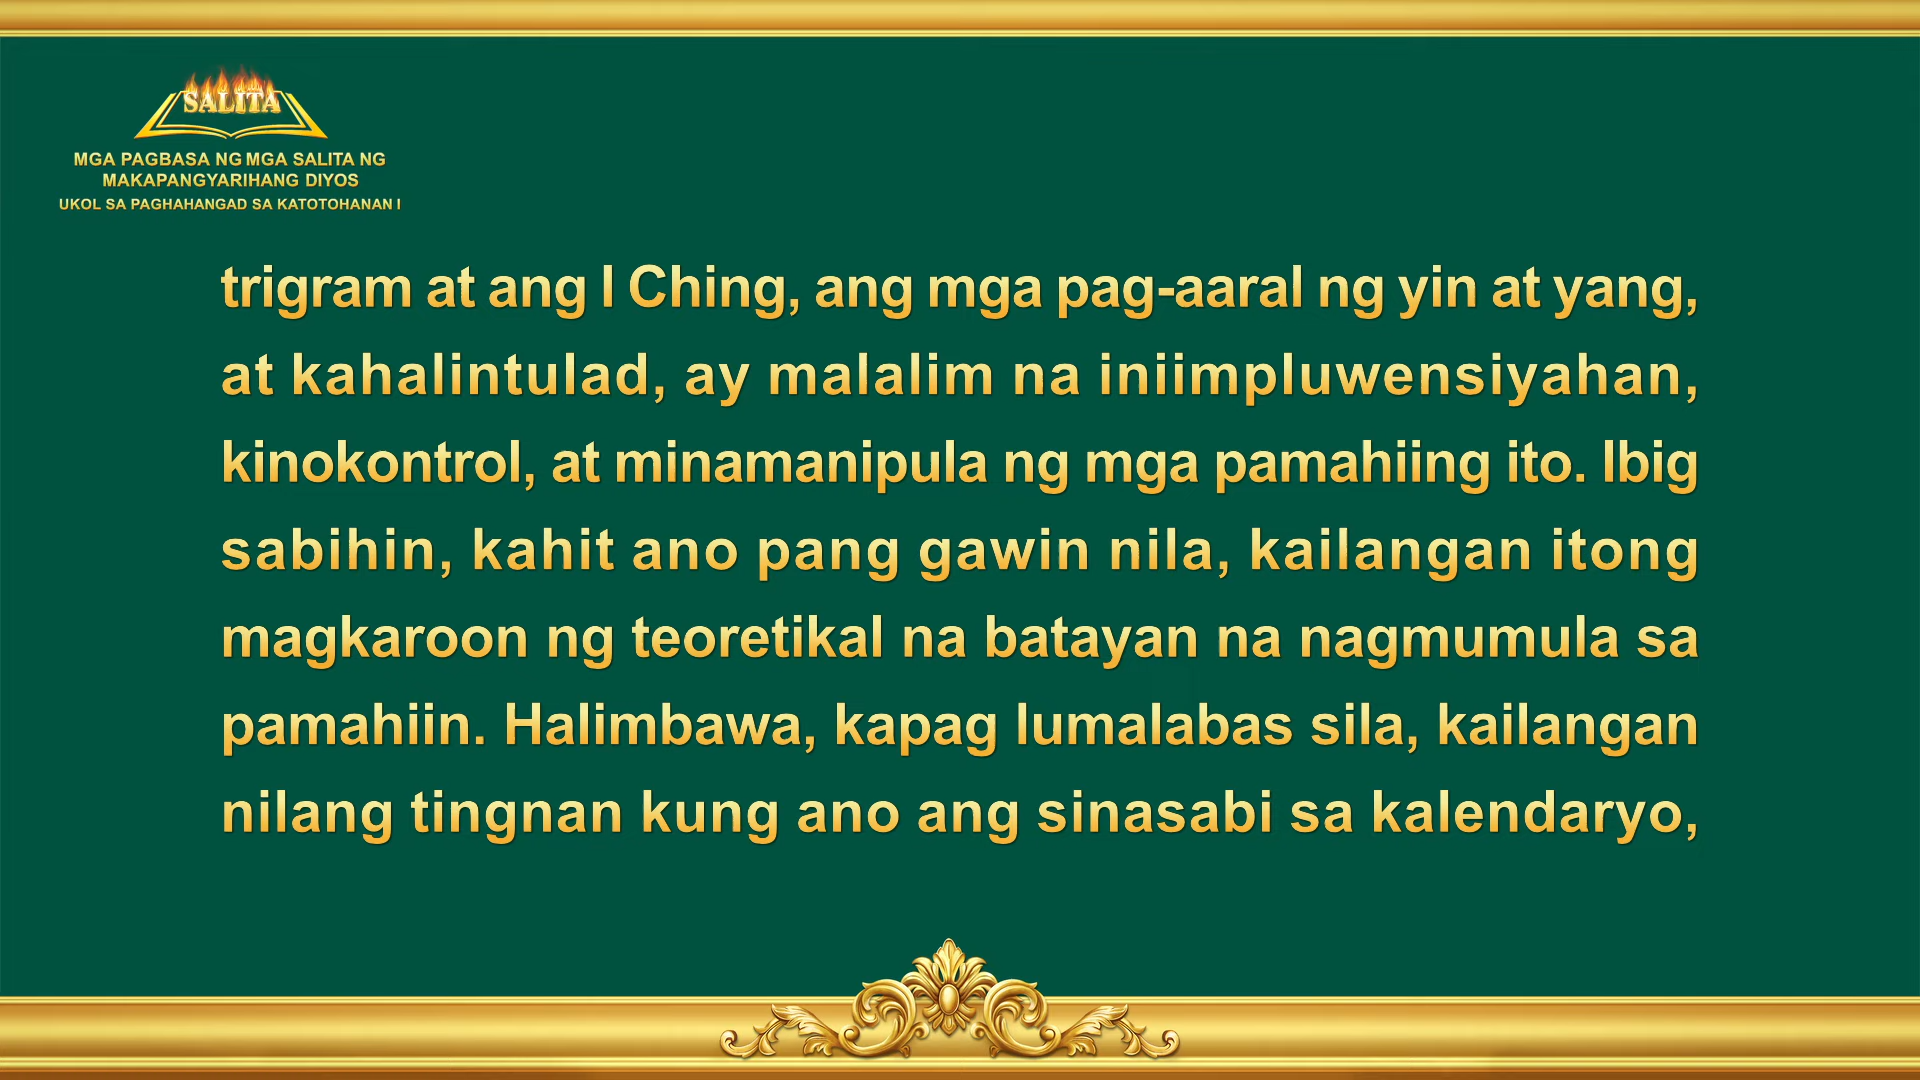 SALITA
MGA PAGBASA NG MGA SALITA NG
MAKAPANGYARIHANG DIYOS
UKOL SA PAGHAHANGAD SA KATOTOHANAN I
trigram at ang I Ching, ang mga pag-aaral ng yin at yang,
at kahalintulad, ay malalim na iniimpluwensiyahan,
kinokontrol, at minamanipula ng mga pamahiing ito. Ibig
sabihin, kahit ano pang gawin nila, kailangan itong
magkaroon ng teoretikal na batayan na nagmumula sa
pamahiin. Halimbawa, kapag lumalabas sila, kailangan
nilang tingnan kung ano ang sinasabi sa kalendaryo,